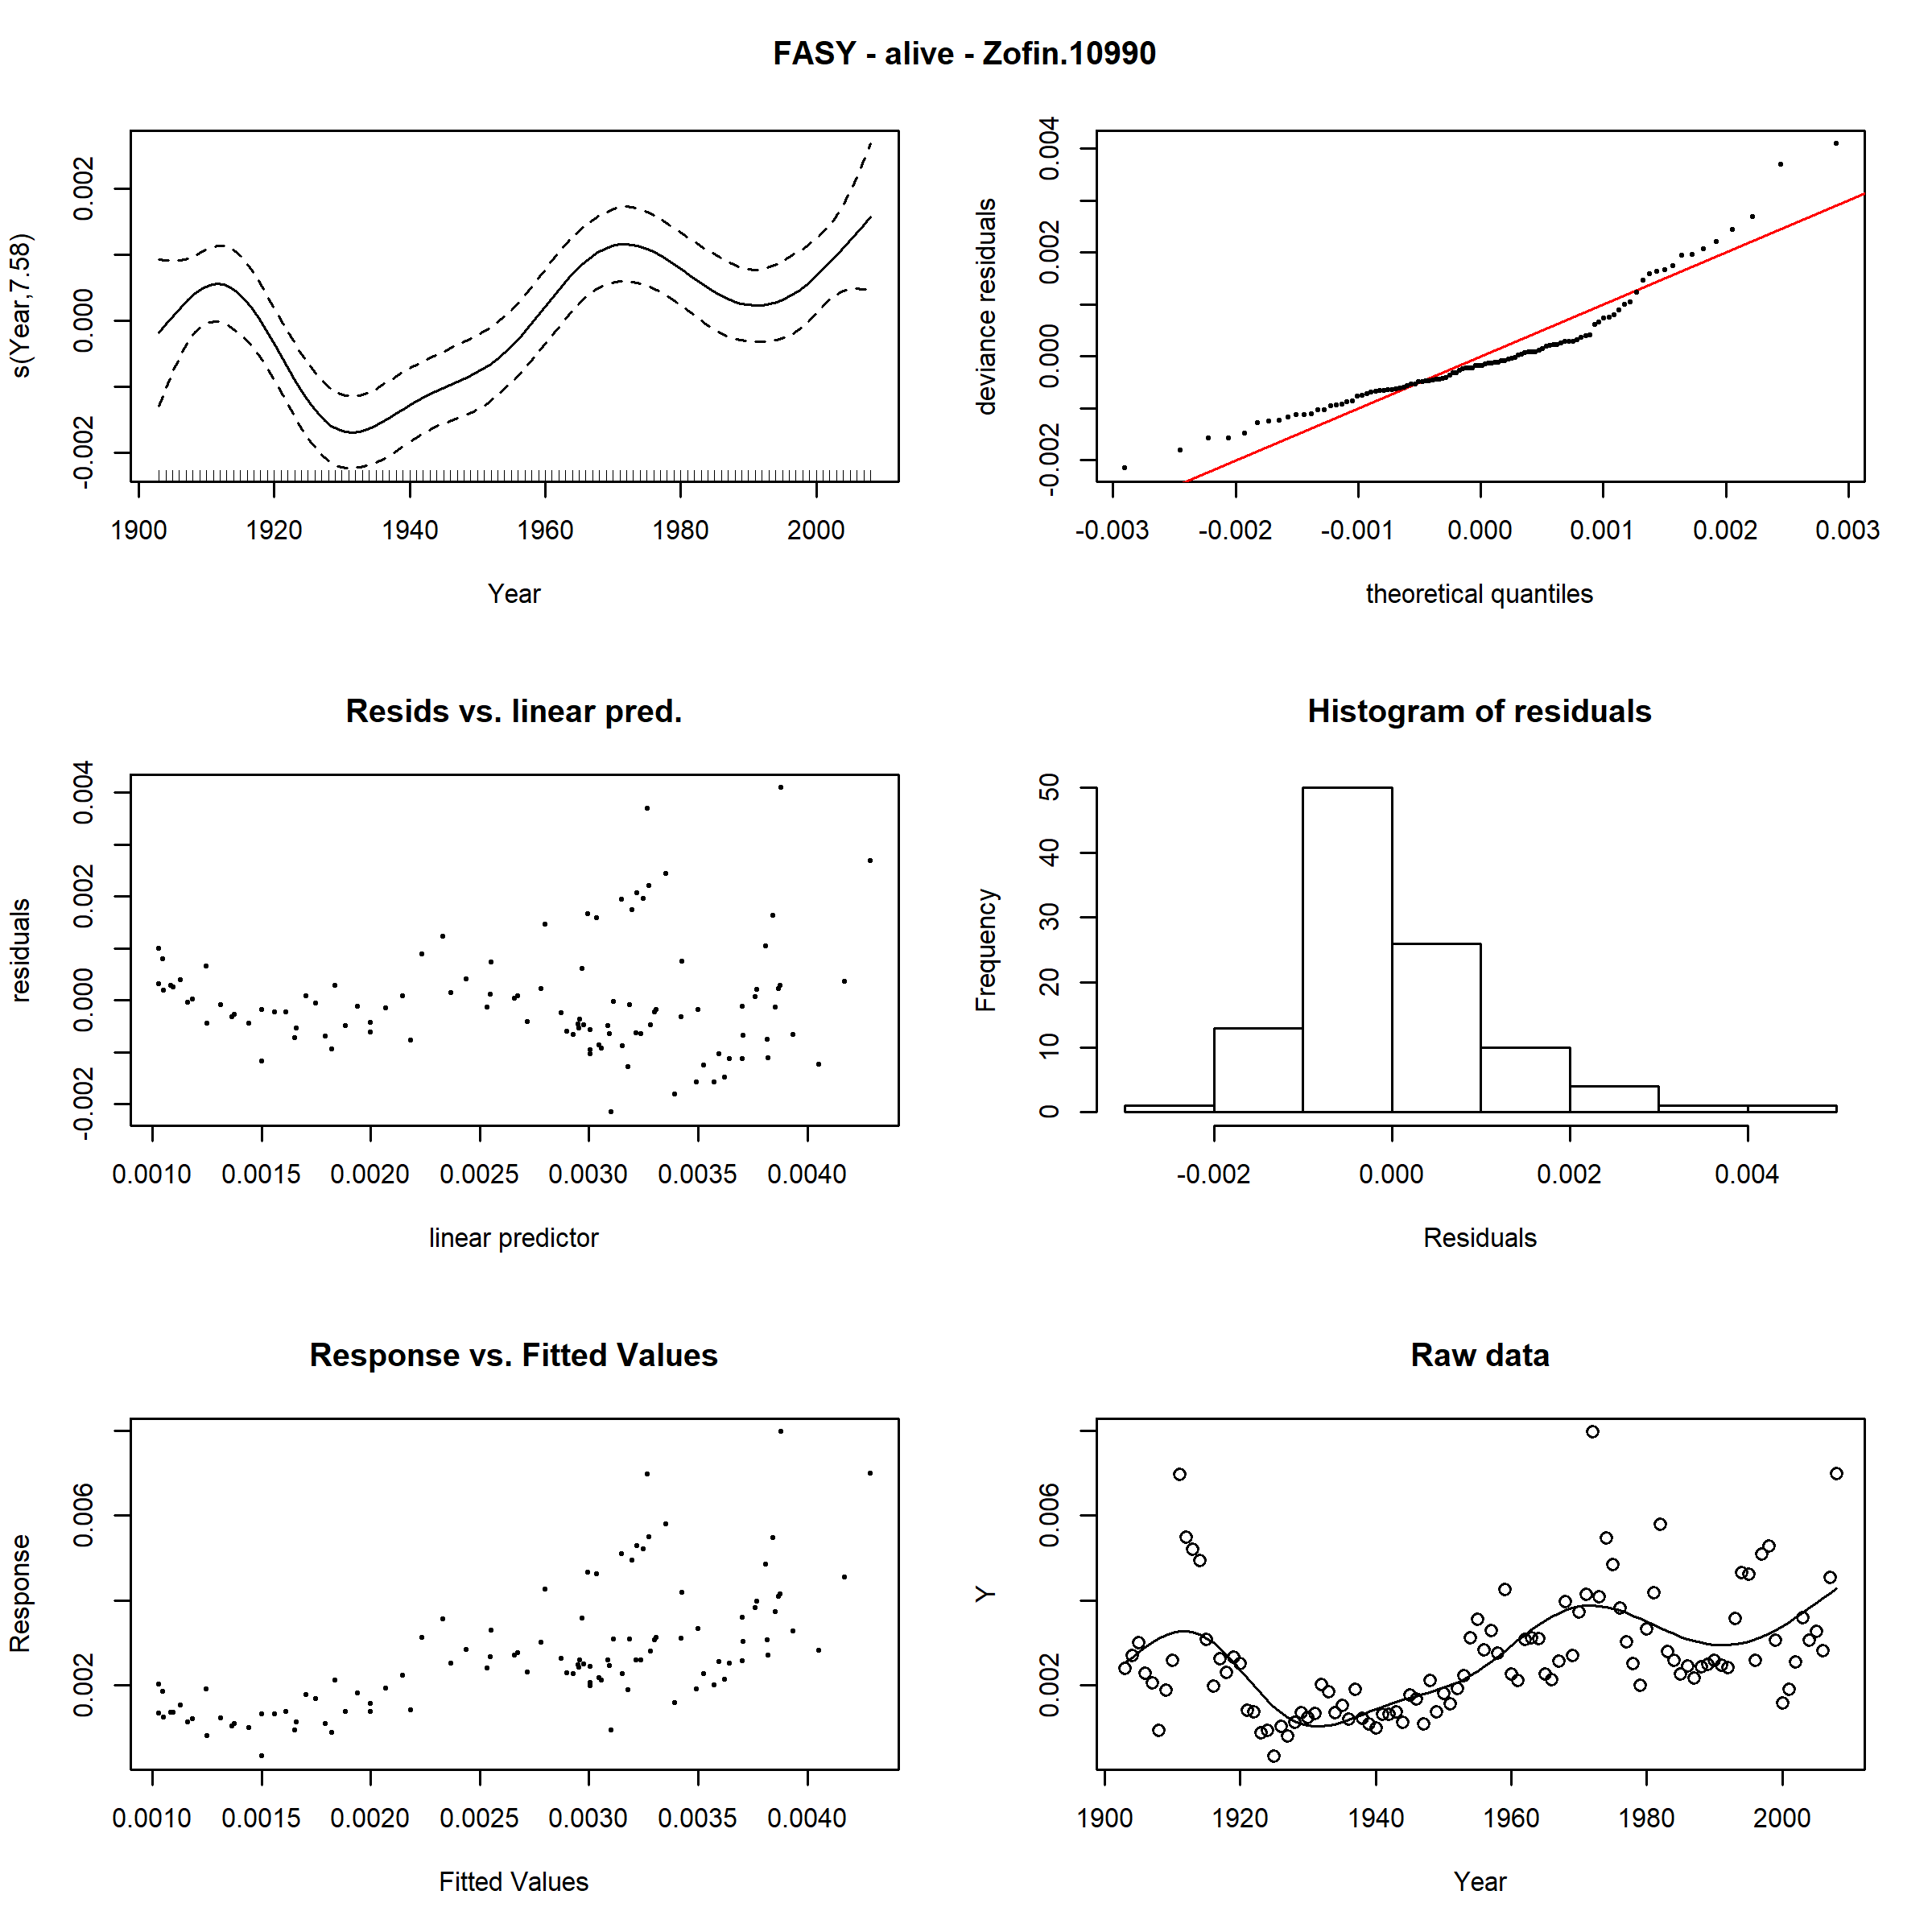 FASY - alive - Zofin.10990
s(Year,7.58)
-0.002 0.000 0.002
1900 1920 1940 1960 1980 2000
Year
deviance residuals
-0.002 0.000 0.002 0.004
-0.003 -0.002 -0.001 0.000 0.001 0.002 0.003
theoretical quantiles
Resids vs. linear pred.
residuals
-0.002 0.000 0.002 0.004
0.0010 0.0015 0.0020 0.0025 0.0030 0.0035 0.0040
linear predictor
Histogram of residuals
Frequency
0 10 20 30 40 50
-0.002 0.000 0.002 0.004
Residuals
Response vs. Fitted Values
Response
0.002 0.006
0.0010 0.0015 0.0020 0.0025 0.0030 0.0035 0.0040
Fitted Values
Raw data
Y
0.002 0.006
1900 1920 1940 1960 1980 2000
Year